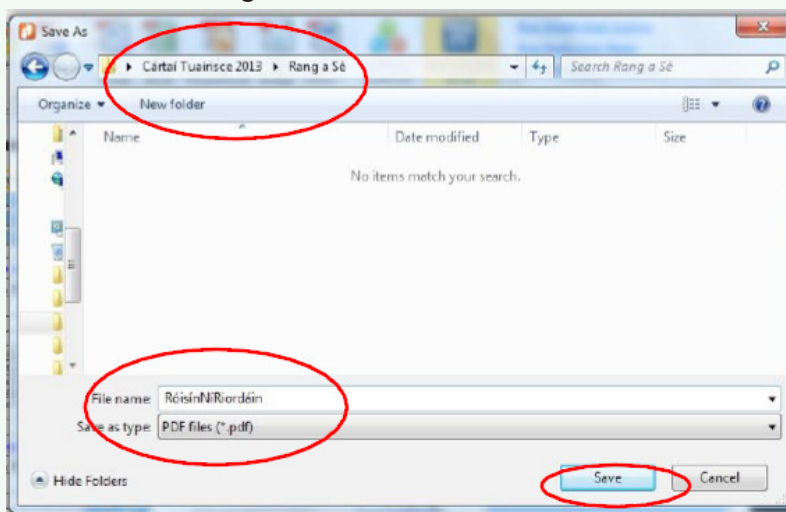 Save As
Cártaí Tuairisce 2013 ▸ Rang a Sé
Search Rang a Sé
Organize
New folder
Name
Date modified
Type
Size
No items match your search.
File name: RóisínNíRiordáin
Save as type: PDF files (*.pdf)
Hide Folders
Save
Cancel